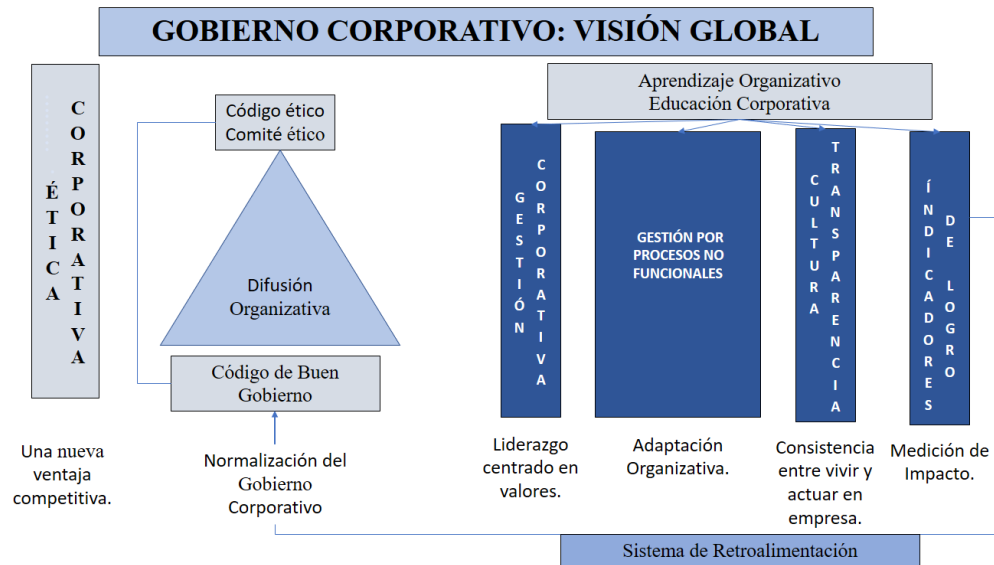 GOBIERNO CORPORATIVO: VISIÓN GLOBAL
ÉTICA
CORPORATIVA
Una nueva
ventaja
competitiva.
Código ético
Comité ético
Difusión
Organizativa
Código de Buen
Gobierno
Normalización del
Gobierno
Corporativo
Aprendizaje Organizativo
Educación Corporativa
GESTIÓN
CORPORATIVA
GESTIÓN POR
PROCESOS NO
FUNCIONALES
CULTURA
TRANSPARENCIA
ÍNDICADORES
DE LOGRO
Liderazgo
centrado en
valores.
Adaptación
Organizativa.
Consistencia
entre vivir y
actuar en
empresa.
Medición de
Impacto.
Sistema de Retroalimentación